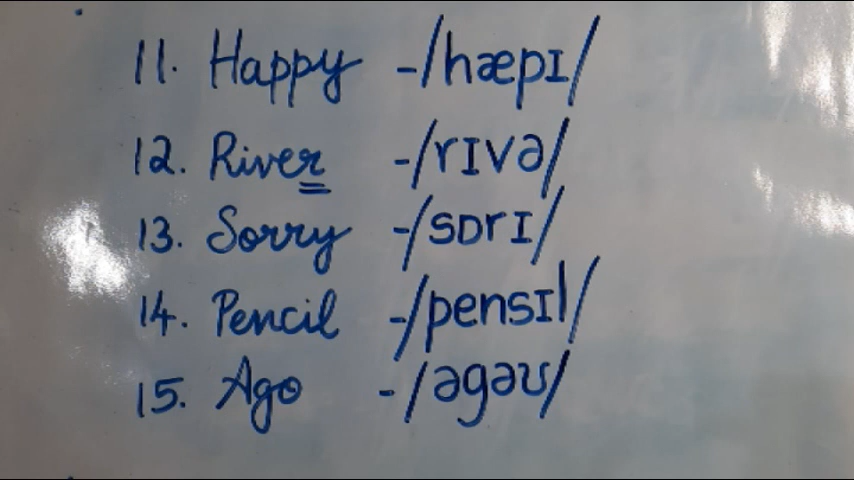 11. Happy -/hæpɪ/
12. River -/rɪvə/
13. Sorry -/sɒrɪ/
14. Pencil -/pensɪl/
15. Ago -/əgəʊ/